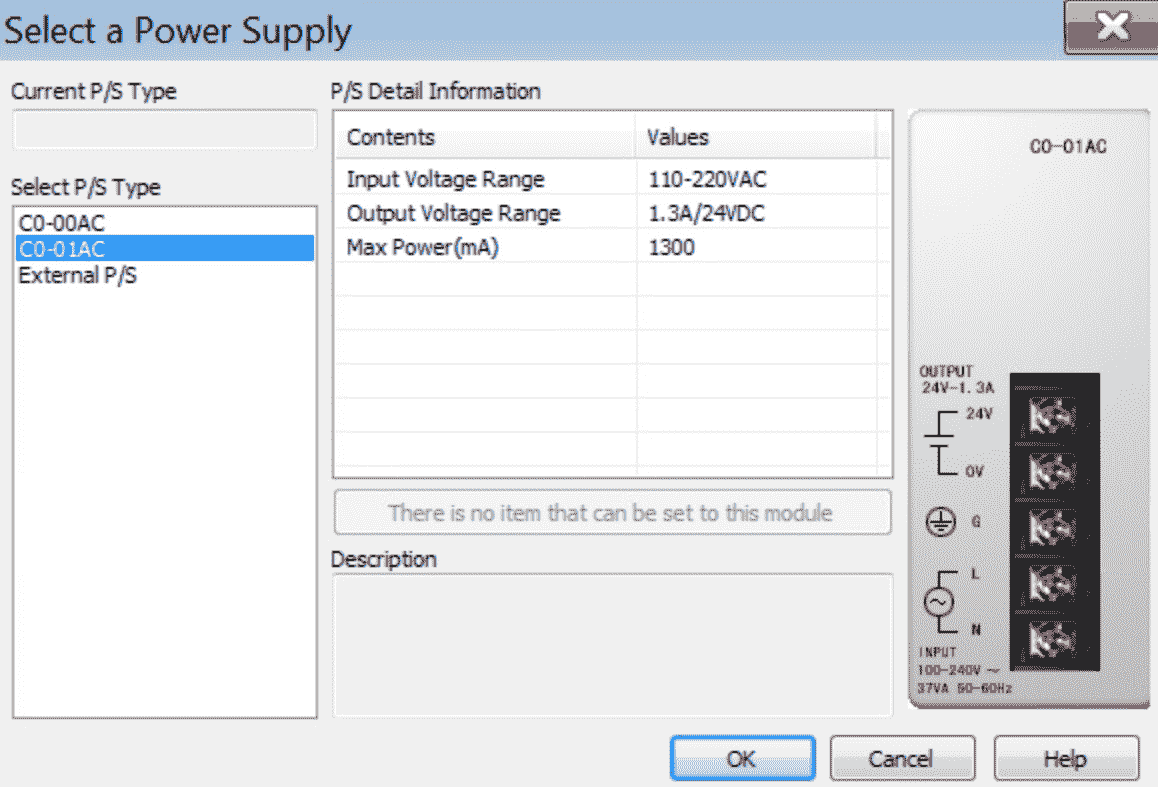 Select a Power Supply
Current P/S Type
Select P/S Type
C0-00AC
C0-01AC
External P/S
P/S Detail Information
Contents Values
Input Voltage Range 110-220VAC
Output Voltage Range 1.3A/24VDC
Max Power(mA) 1300
There is no item that can be set to this module
Description
C0-01AC
OUTPUT
24V-1.3A
24V
0V
G
L
N
INPUT
100-240V ~
37VA 50-60Hz
OK Cancel Help